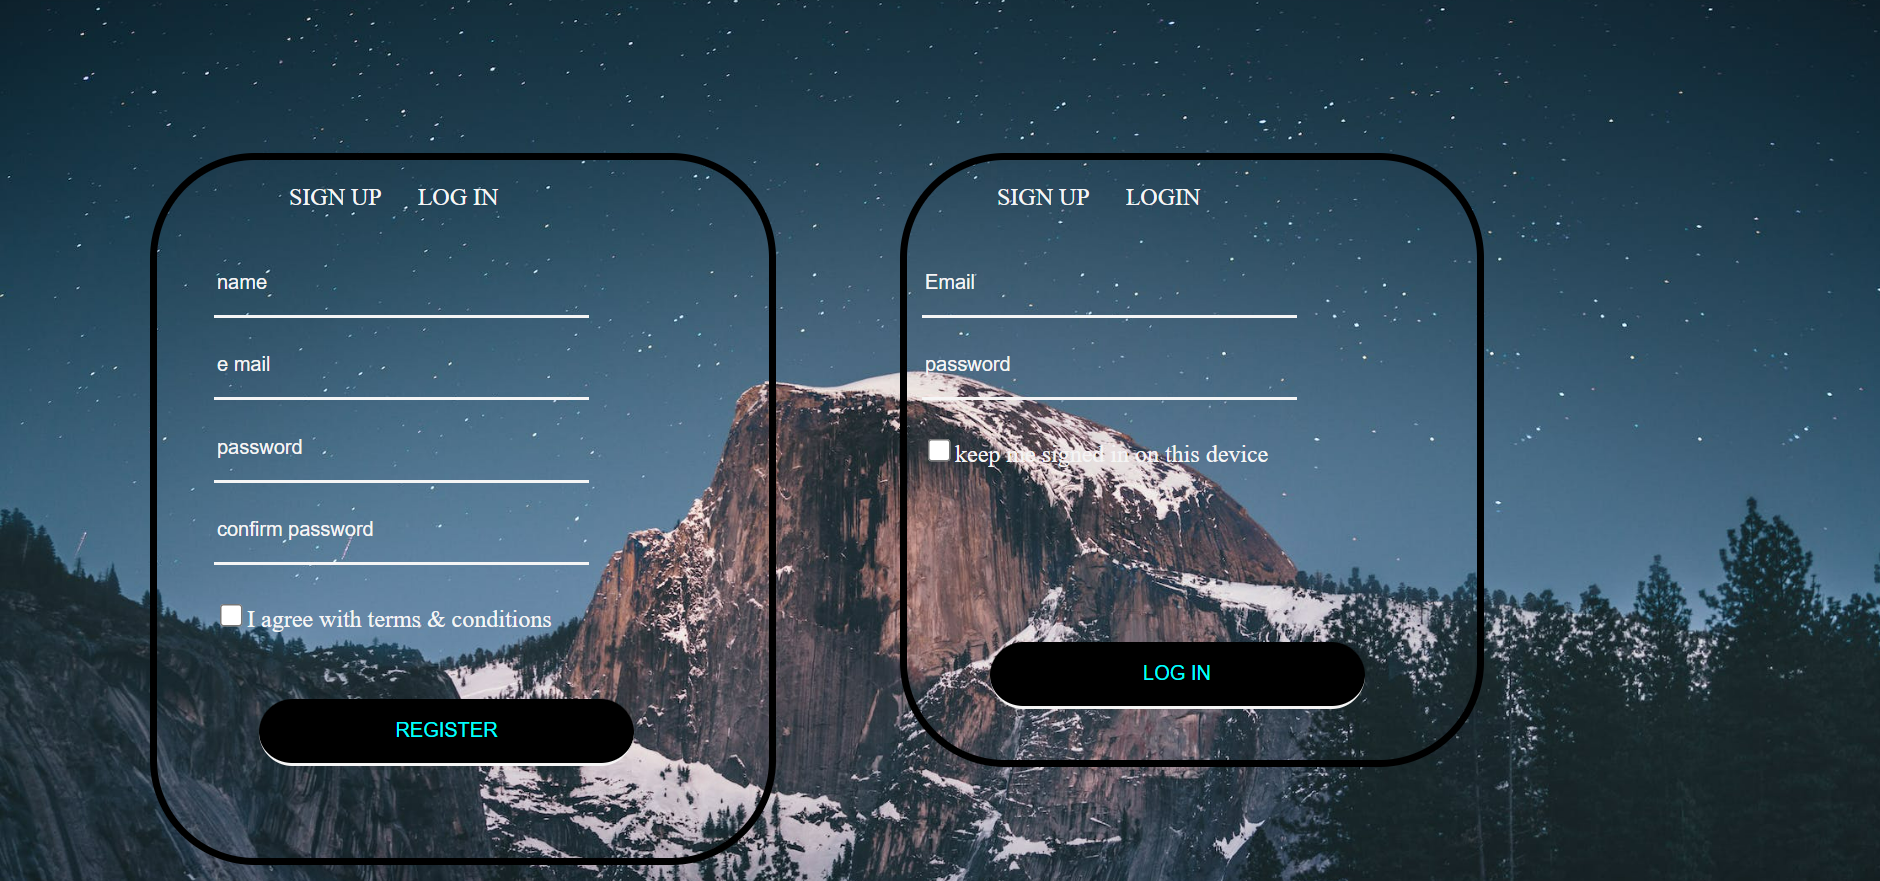 SIGN UP LOG IN
name
e mail
password
confirm password
I agree with terms & conditions
REGISTER
SIGN UP LOGIN
Email
password
keep me signed in on this device
LOG IN